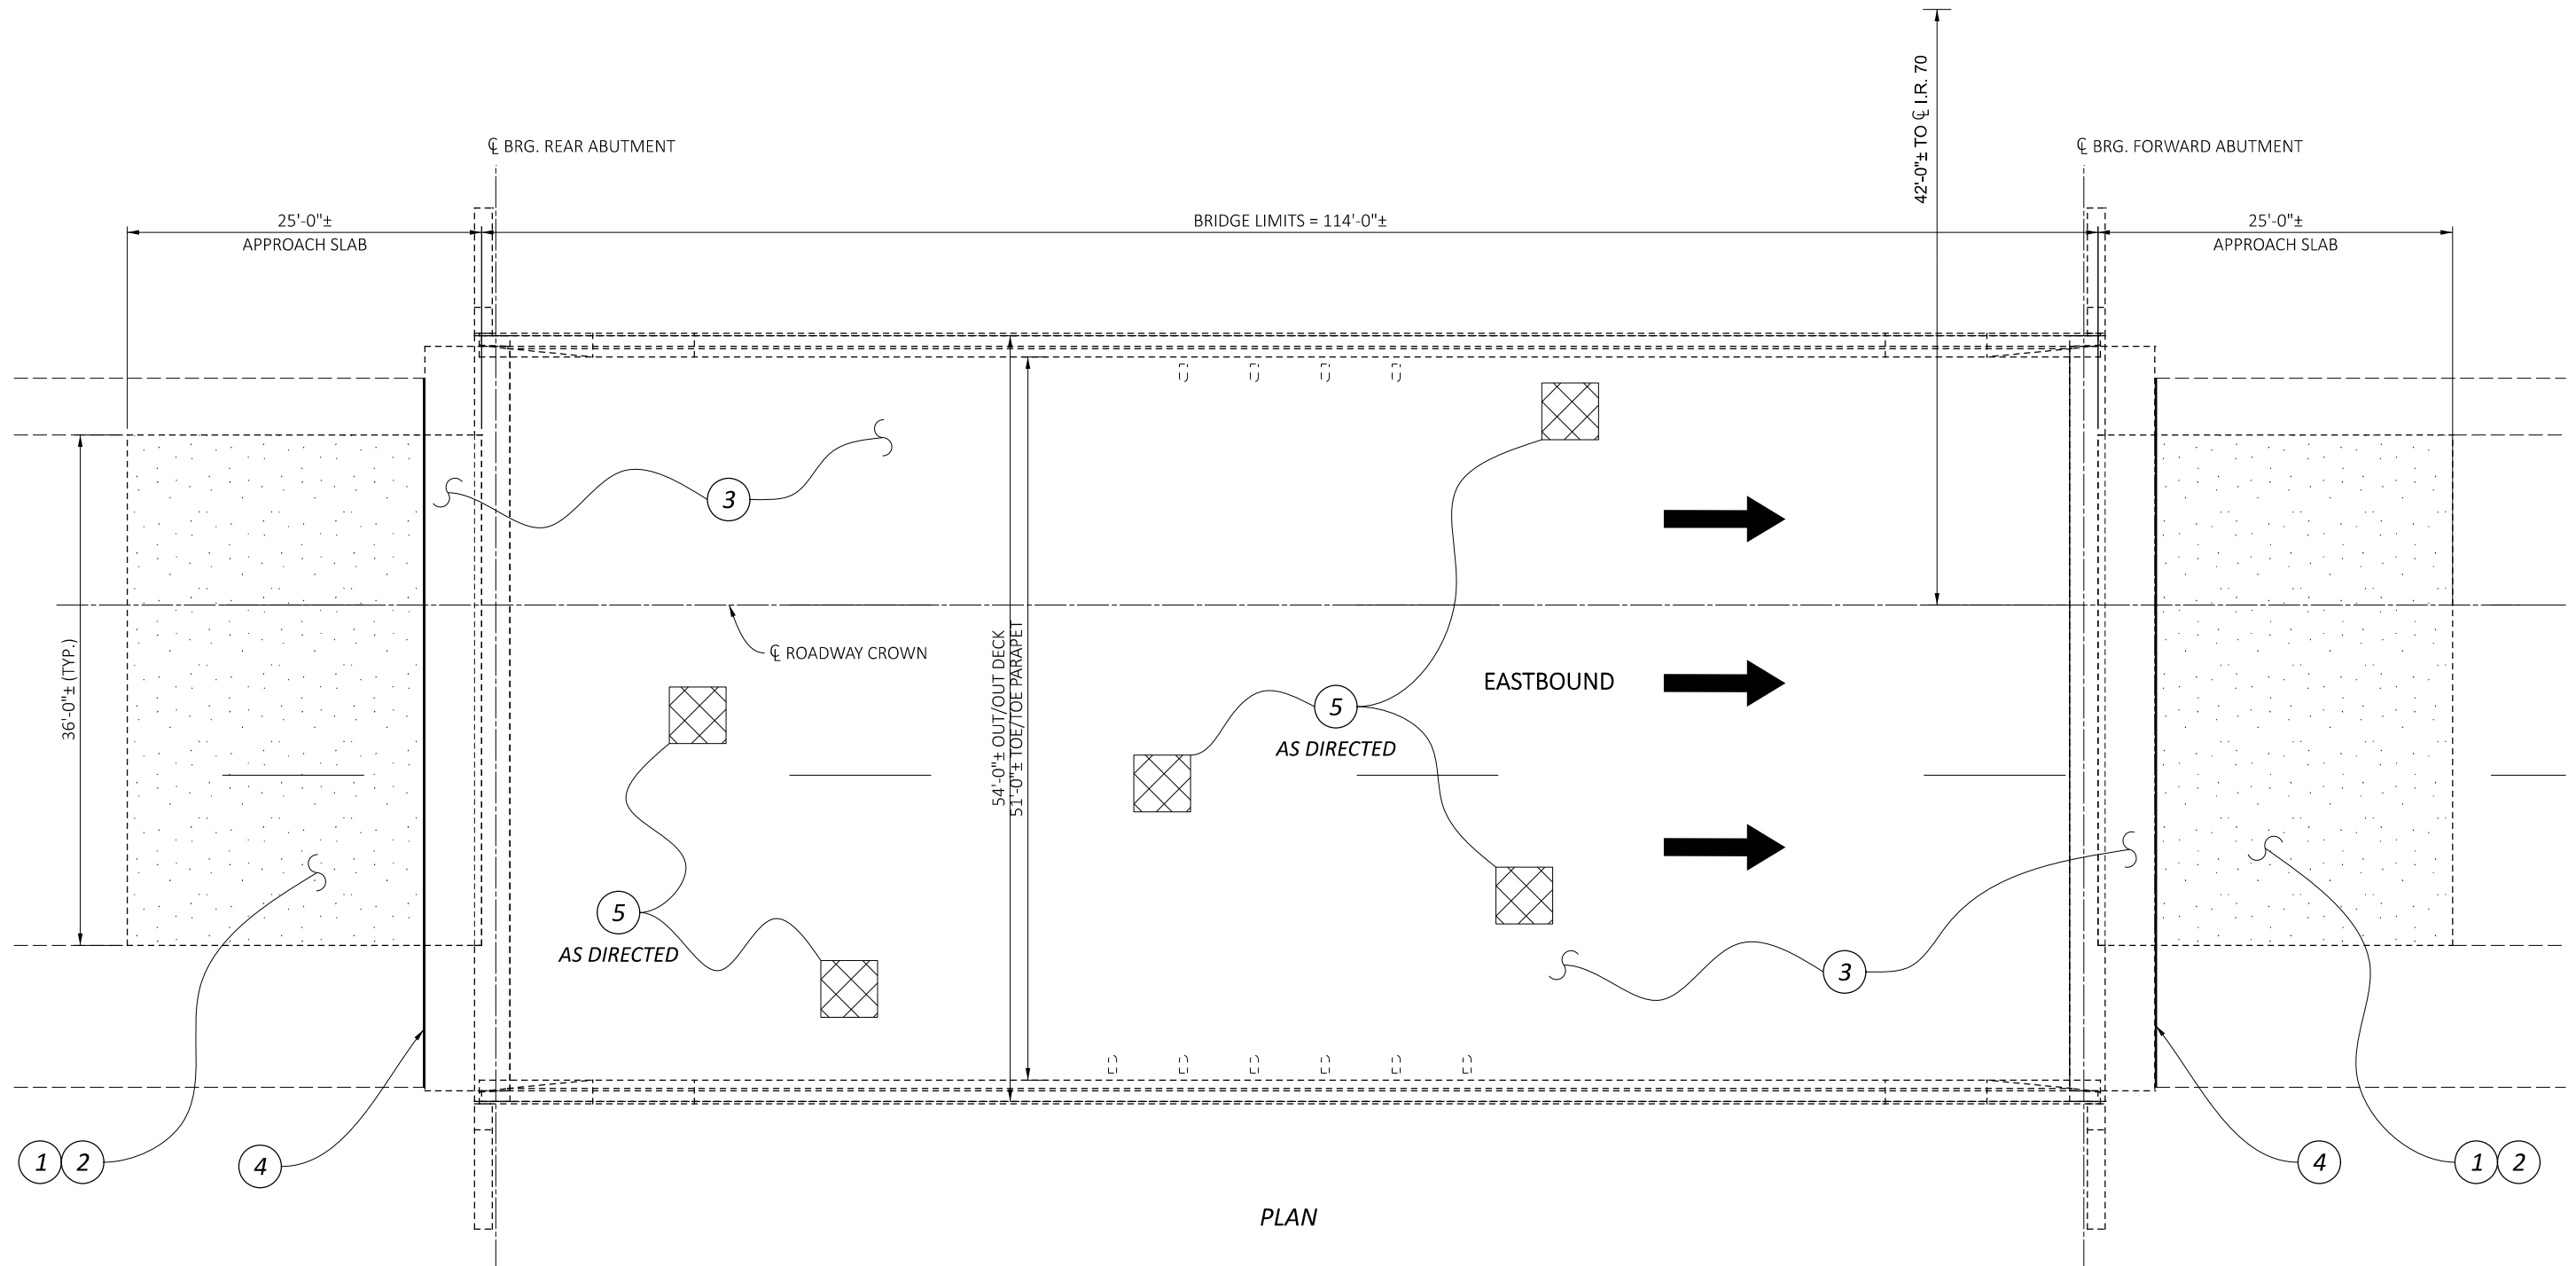 42'-0"± TO ℄ I.R. 70
℄ BRG. REAR ABUTMENT
℄ BRG. FORWARD ABUTMENT
25'-0"±
APPROACH SLAB
BRIDGE LIMITS = 114'-0"±
25'-0"±
APPROACH SLAB
3
36'-0"± (TYP.)
℄ ROADWAY CROWN
54'-0"± OUT/OUT DECK
51'-0"± TOE/TOE PARAPET
EASTBOUND
5
AS DIRECTED
5
AS DIRECTED
3
1 2
4
4
1 2
PLAN